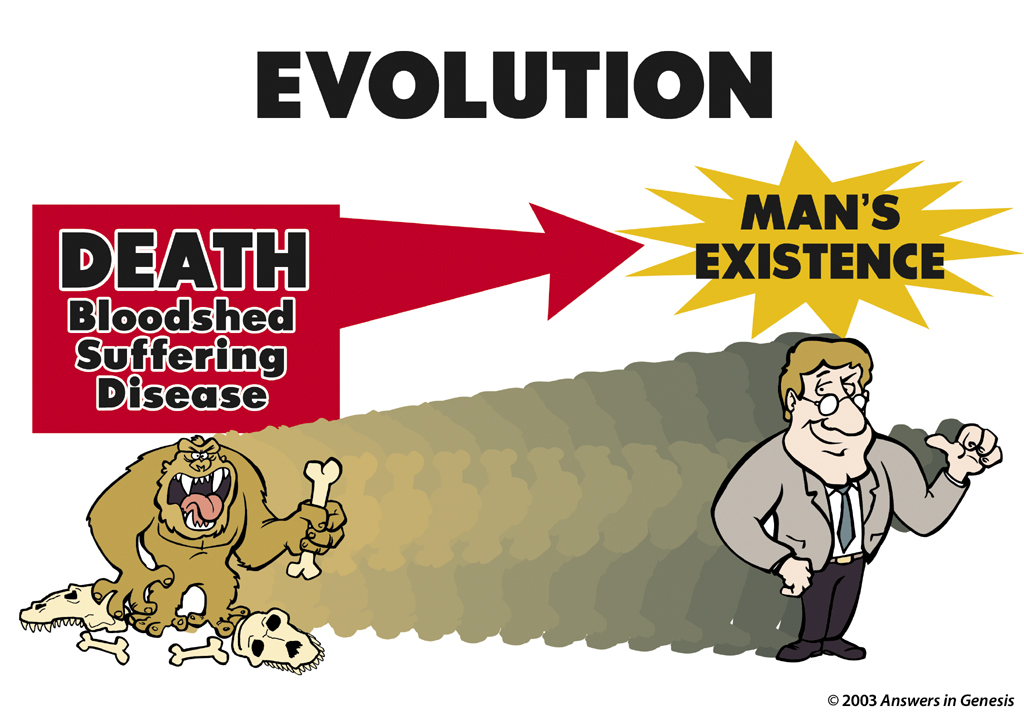 EVOLUTION
DEATH
Bloodshed
Suffering
Disease
MAN'S
EXISTENCE
© 2003 Answers in Genesis